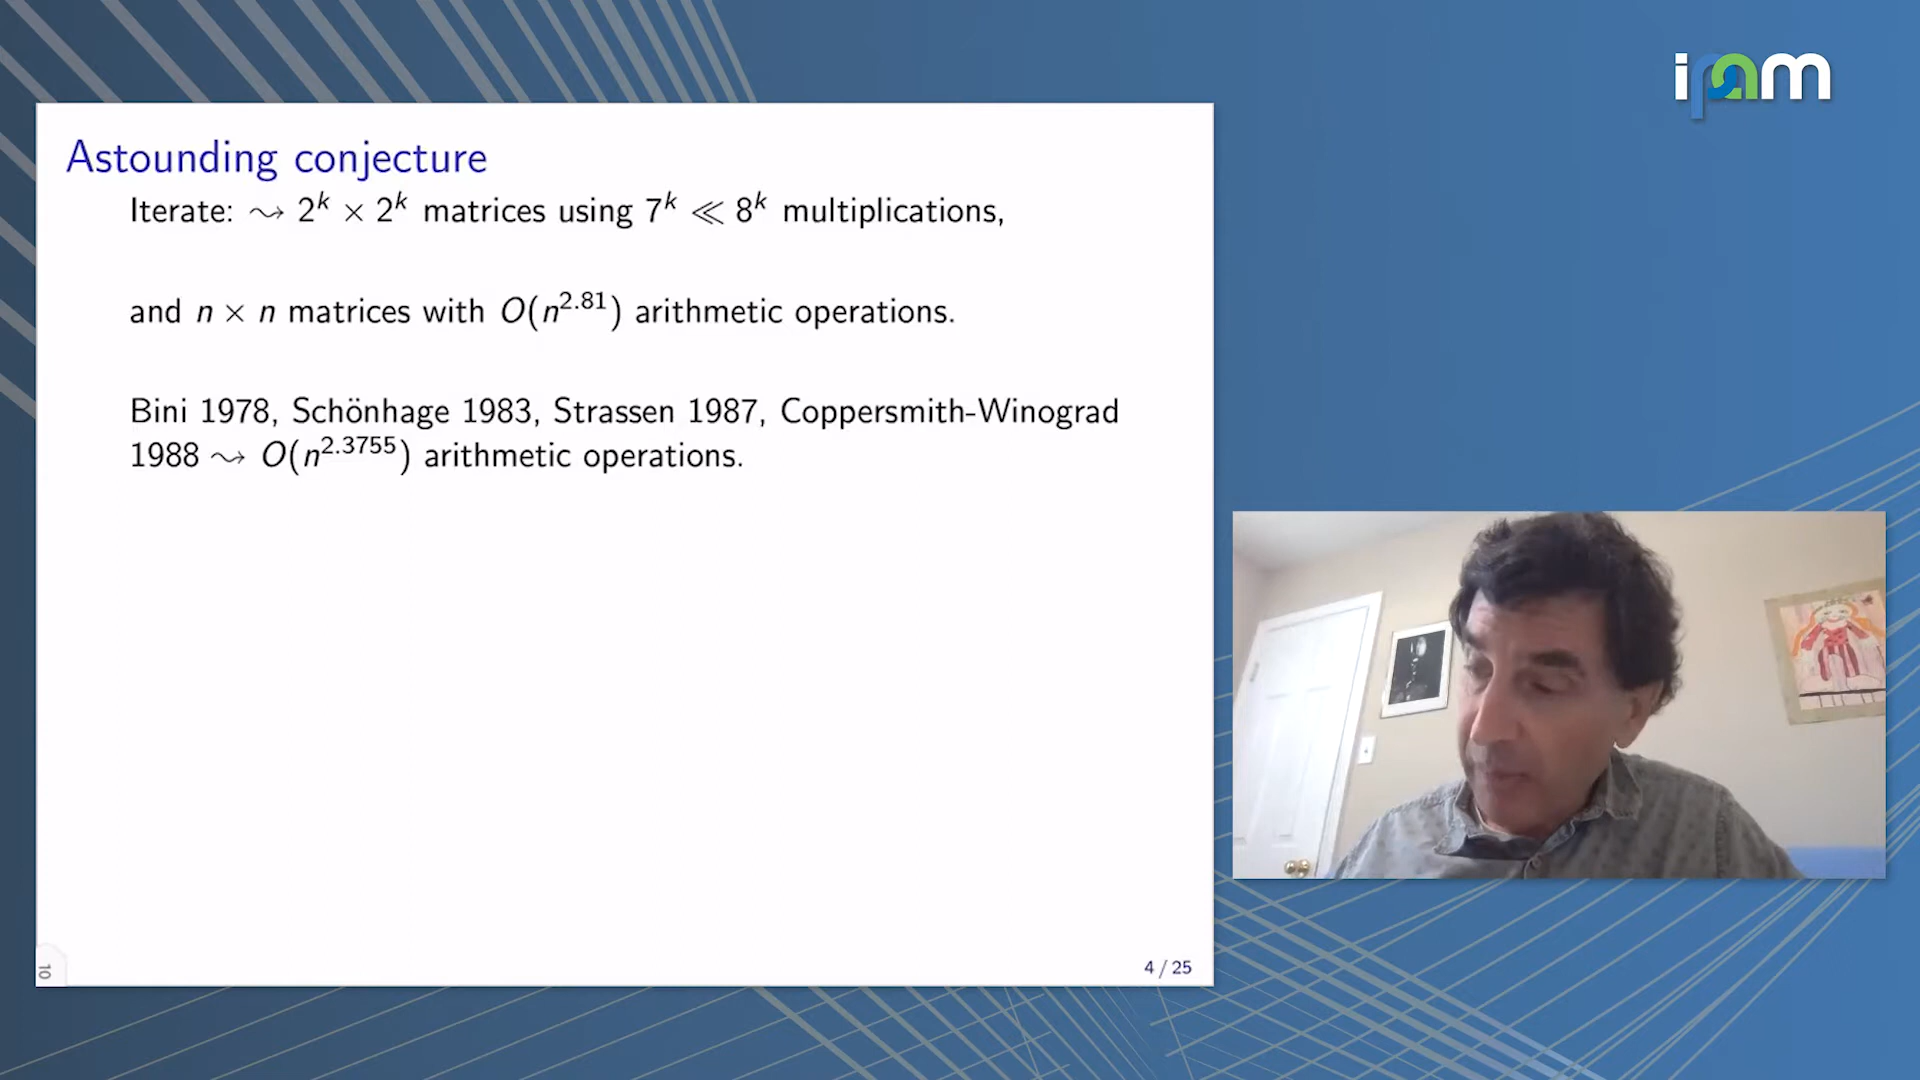 ipam
Astounding conjecture
Iterate: ⇝ 2^k × 2^k matrices using 7^k ≪ 8^k multiplications,
and n × n matrices with O(n^2.81) arithmetic operations.
Bini 1978, Schönhage 1983, Strassen 1987, Coppersmith-Winograd
1988 ⇝ O(n^2.3755) arithmetic operations.
10
4 / 25